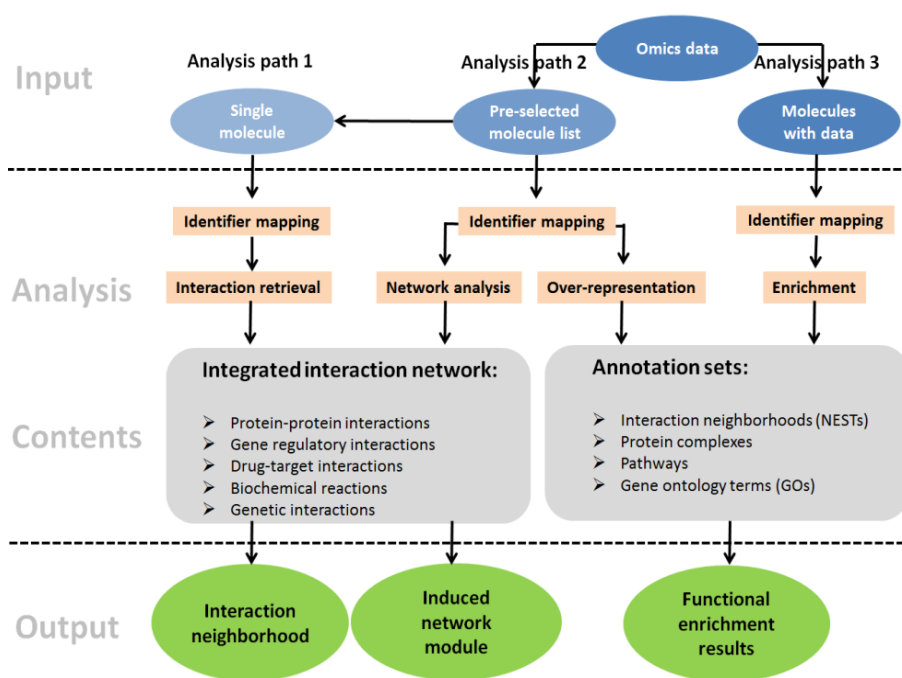 Omics data
Analysis path 1
Analysis path 2
Analysis path 3
Input
Single
molecule
Pre-selected
molecule list
Molecules
with data
Identifier mapping
Identifier mapping
Identifier mapping
Analysis
Interaction retrieval
Network analysis
Over-representation
Enrichment
Contents
Integrated interaction network:
➢ Protein-protein interactions
➢ Gene regulatory interactions
➢ Drug-target interactions
➢ Biochemical reactions
➢ Genetic interactions
Annotation sets:
➢ Interaction neighborhoods (NESTs)
➢ Protein complexes
➢ Pathways
➢ Gene ontology terms (GOs)
Output
Interaction
neighborhood
Induced
network
module
Functional
enrichment
results